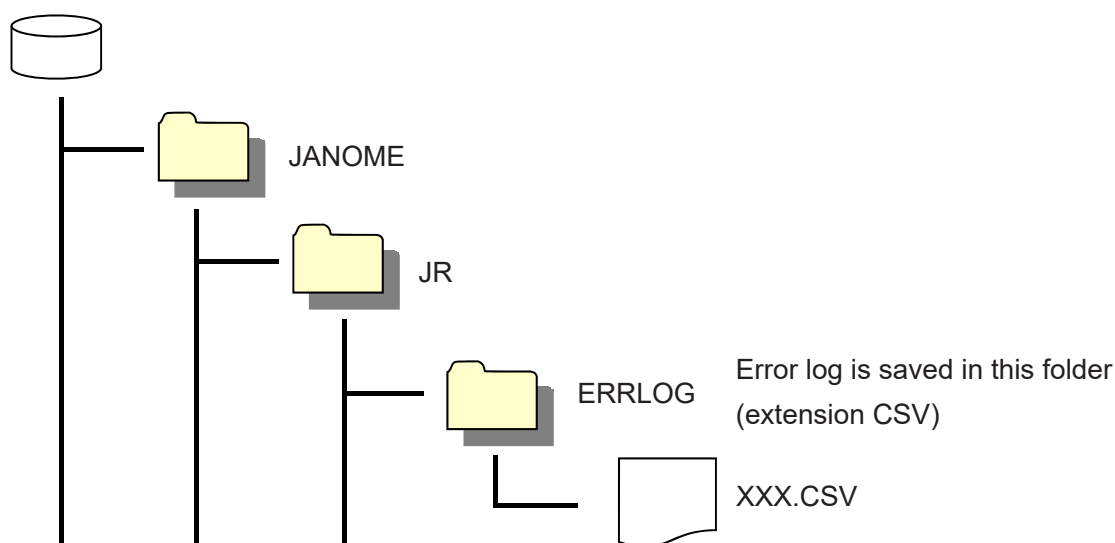 JANOME
JR
ERRLOG
Error log is saved in this folder
(extension CSV)
XXX.CSV